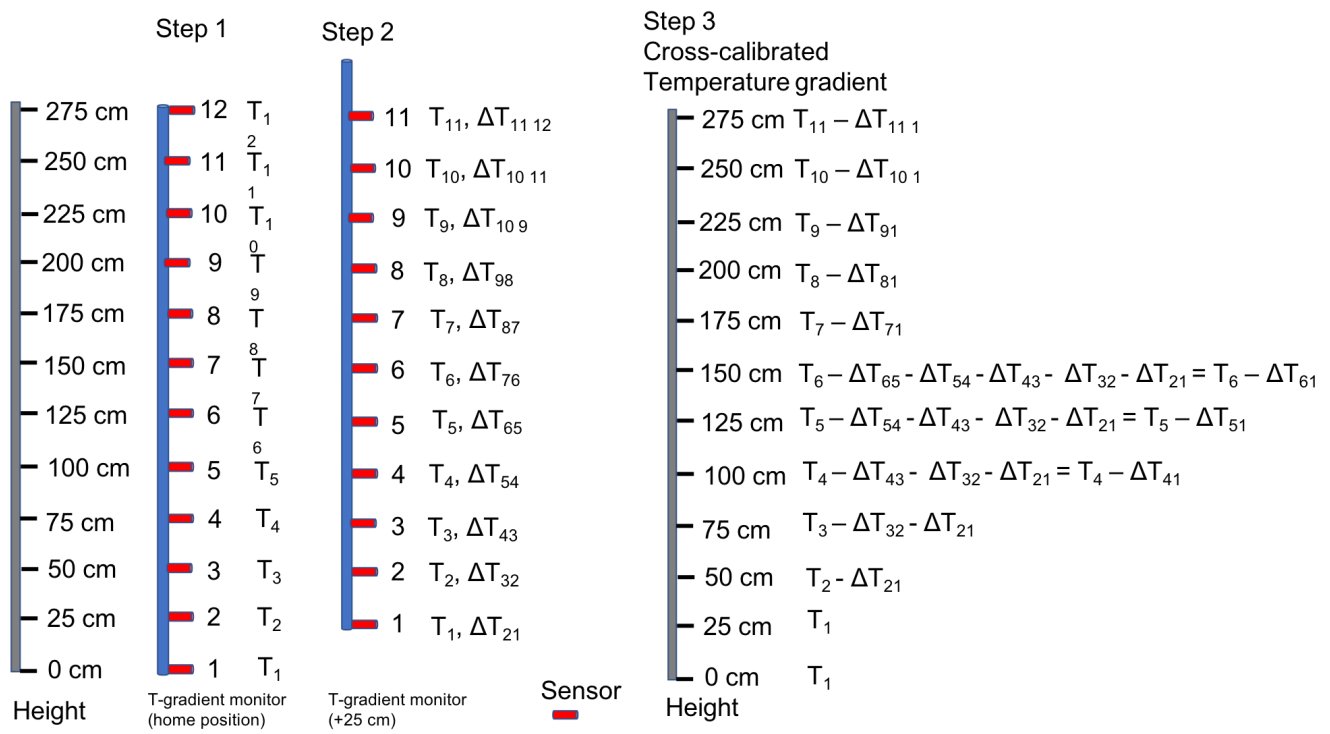 Step 1
Step 2
Step 3
Cross-calibrated
Temperature gradient
275 cm
250 cm
225 cm
200 cm
175 cm
150 cm
125 cm
100 cm
75 cm
50 cm
25 cm
0 cm
Height
12 T₁
2
11 T₁
1
10 T₁
0
9 T
9
8 T
8
7 T
7
6 T
6
5 T₅
4 T₄
3 T₃
2 T₂
1 T₁
T-gradient monitor
(home position)
11 T₁₁, ΔT₁₁ ₁₂
10 T₁₀, ΔT₁₀ ₁₁
9 T₉, ΔT₁₀ ₉
8 T₈, ΔT₉₈
7 T₇, ΔT₈₇
6 T₆, ΔT₇₆
5 T₅, ΔT₆₅
4 T₄, ΔT₅₄
3 T₃, ΔT₄₃
2 T₂, ΔT₃₂
1 T₁, ΔT₂₁
T-gradient monitor
(+25 cm)
Sensor
275 cm T₁₁ – ΔT₁₁ ₁
250 cm T₁₀ – ΔT₁₀ ₁
225 cm T₉ – ΔT₉₁
200 cm T₈ – ΔT₈₁
175 cm T₇ – ΔT₇₁
150 cm T₆ – ΔT₆₅ - ΔT₅₄ - ΔT₄₃ - ΔT₃₂ - ΔT₂₁ = T₆ – ΔT₆₁
125 cm T₅ – ΔT₅₄ - ΔT₄₃ - ΔT₃₂ - ΔT₂₁ = T₅ – ΔT₅₁
100 cm T₄ – ΔT₄₃ - ΔT₃₂ - ΔT₂₁ = T₄ – ΔT₄₁
75 cm T₃ – ΔT₃₂ - ΔT₂₁
50 cm T₂ - ΔT₂₁
25 cm T₁
0 cm T₁
Height